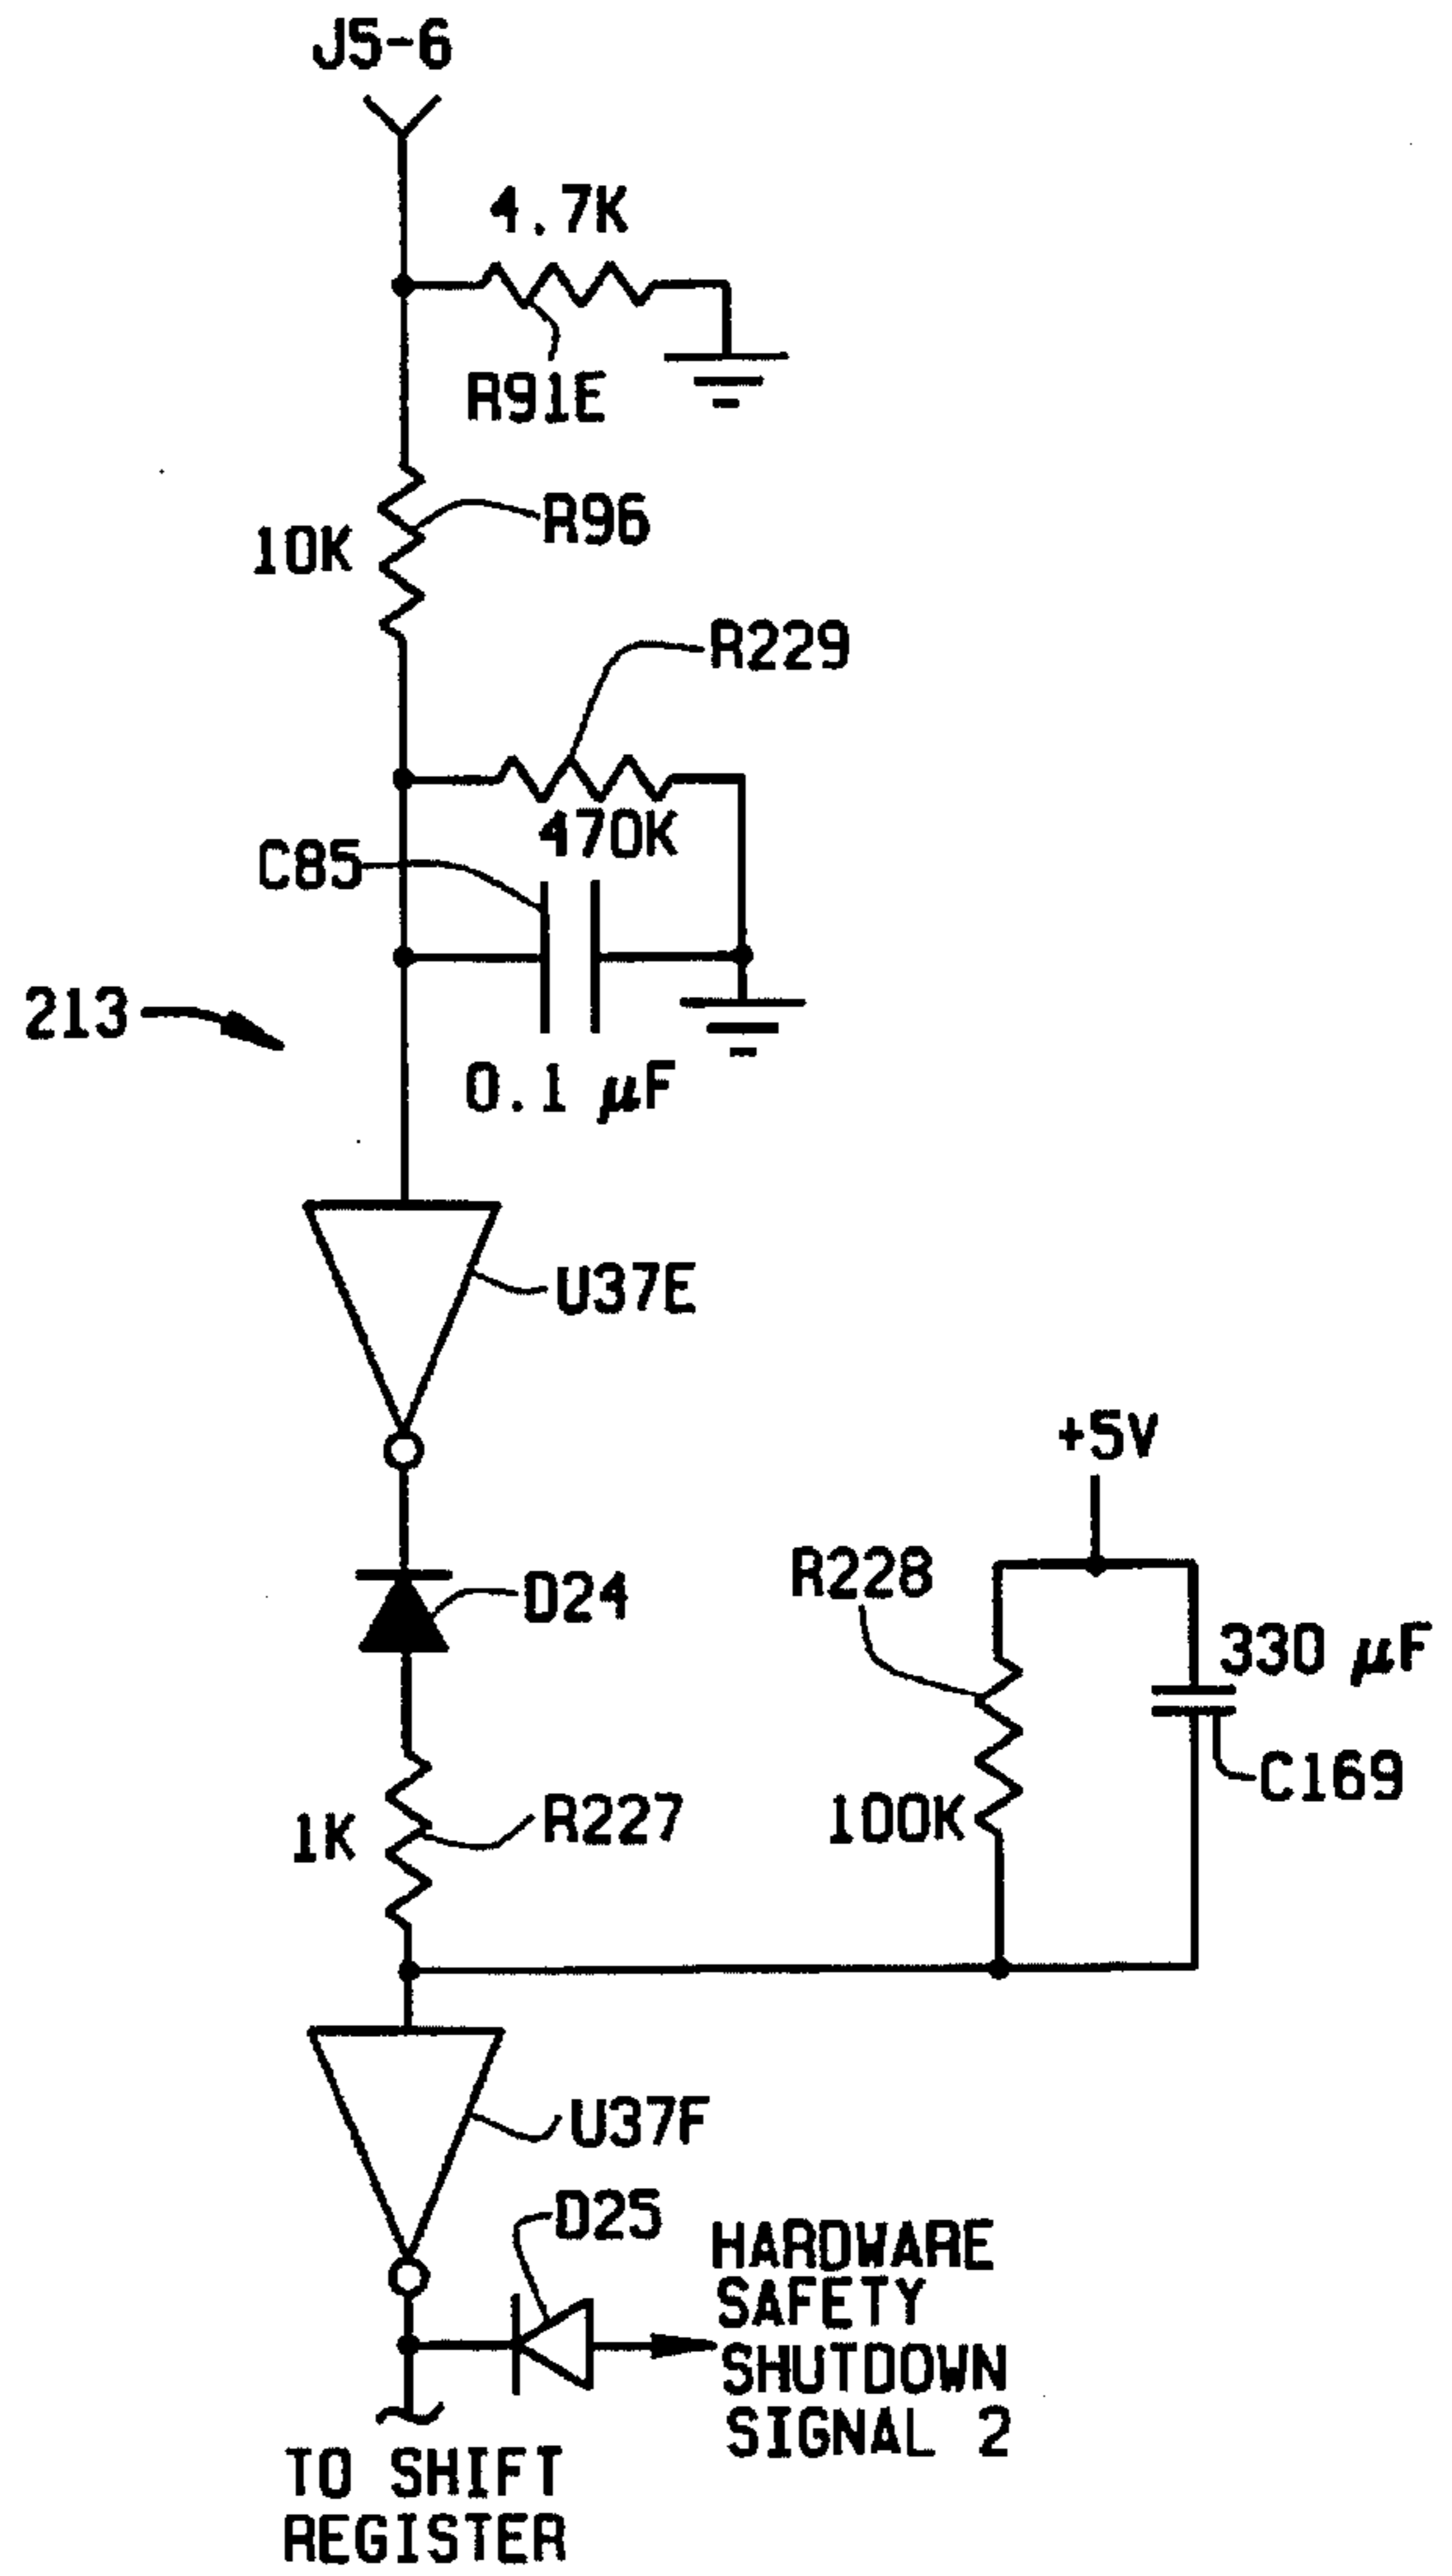 J5-6
4.7K
R91E
R96
10K
R229
470K
C85
213
0.1 µF
U37E
+5V
R228
D24
330 µF
C169
R227
100K
1K
U37F
D25
HARDWARE
SAFETY
SHUTDOWN
SIGNAL 2
TO SHIFT
REGISTER